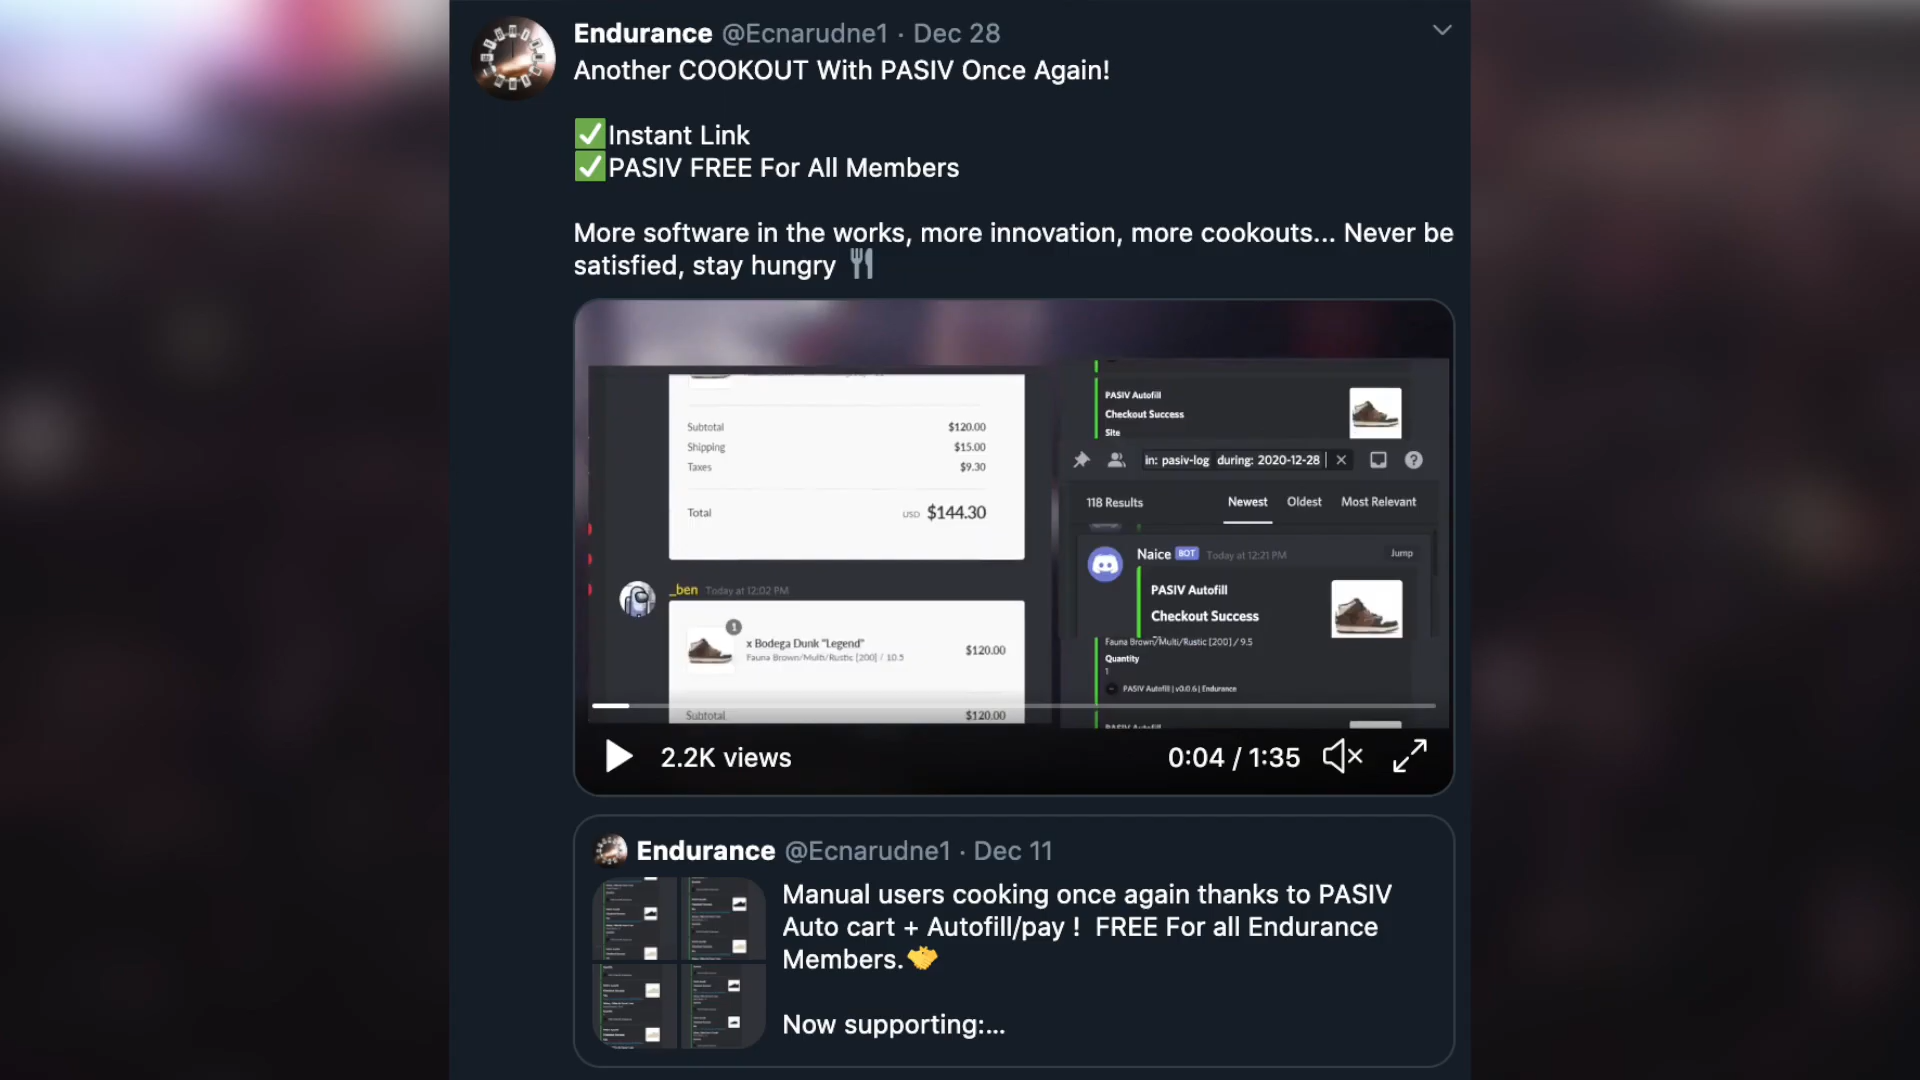 Endurance @Ecnarudne1 · Dec 28
Another COOKOUT With PASIV Once Again!
✅Instant Link
✅PASIV FREE For All Members
More software in the works, more innovation, more cookouts... Never be
satisfied, stay hungry 🍴
Subtotal $120.00
Shipping $15.00
Taxes $9.30
Total USD $144.30
_ben Today at 12:02 PM
1
x Bodega Dunk "Legend" $120.00
Fauna Brown/Multi/Rustic [200] / 10.5
Subtotal $120.00
PASIV Autofill
Checkout Success
Site
in: pasiv-log during: 2020-12-28
118 Results Newest Oldest Most Relevant
Naice BOT Today at 12:21 PM Jump
PASIV Autofill
Checkout Success
Fauna Brown/Multi/Rustic [200] / 9.5
Quantity
1
PASIV Autofill | v0.0.6 | Endurance
PASIV Autofill
2.2K views 0:04 / 1:35
Endurance @Ecnarudne1 · Dec 11
Manual users cooking once again thanks to PASIV
Auto cart + Autofill/pay ! FREE For all Endurance
Members.🤝
Now supporting:...